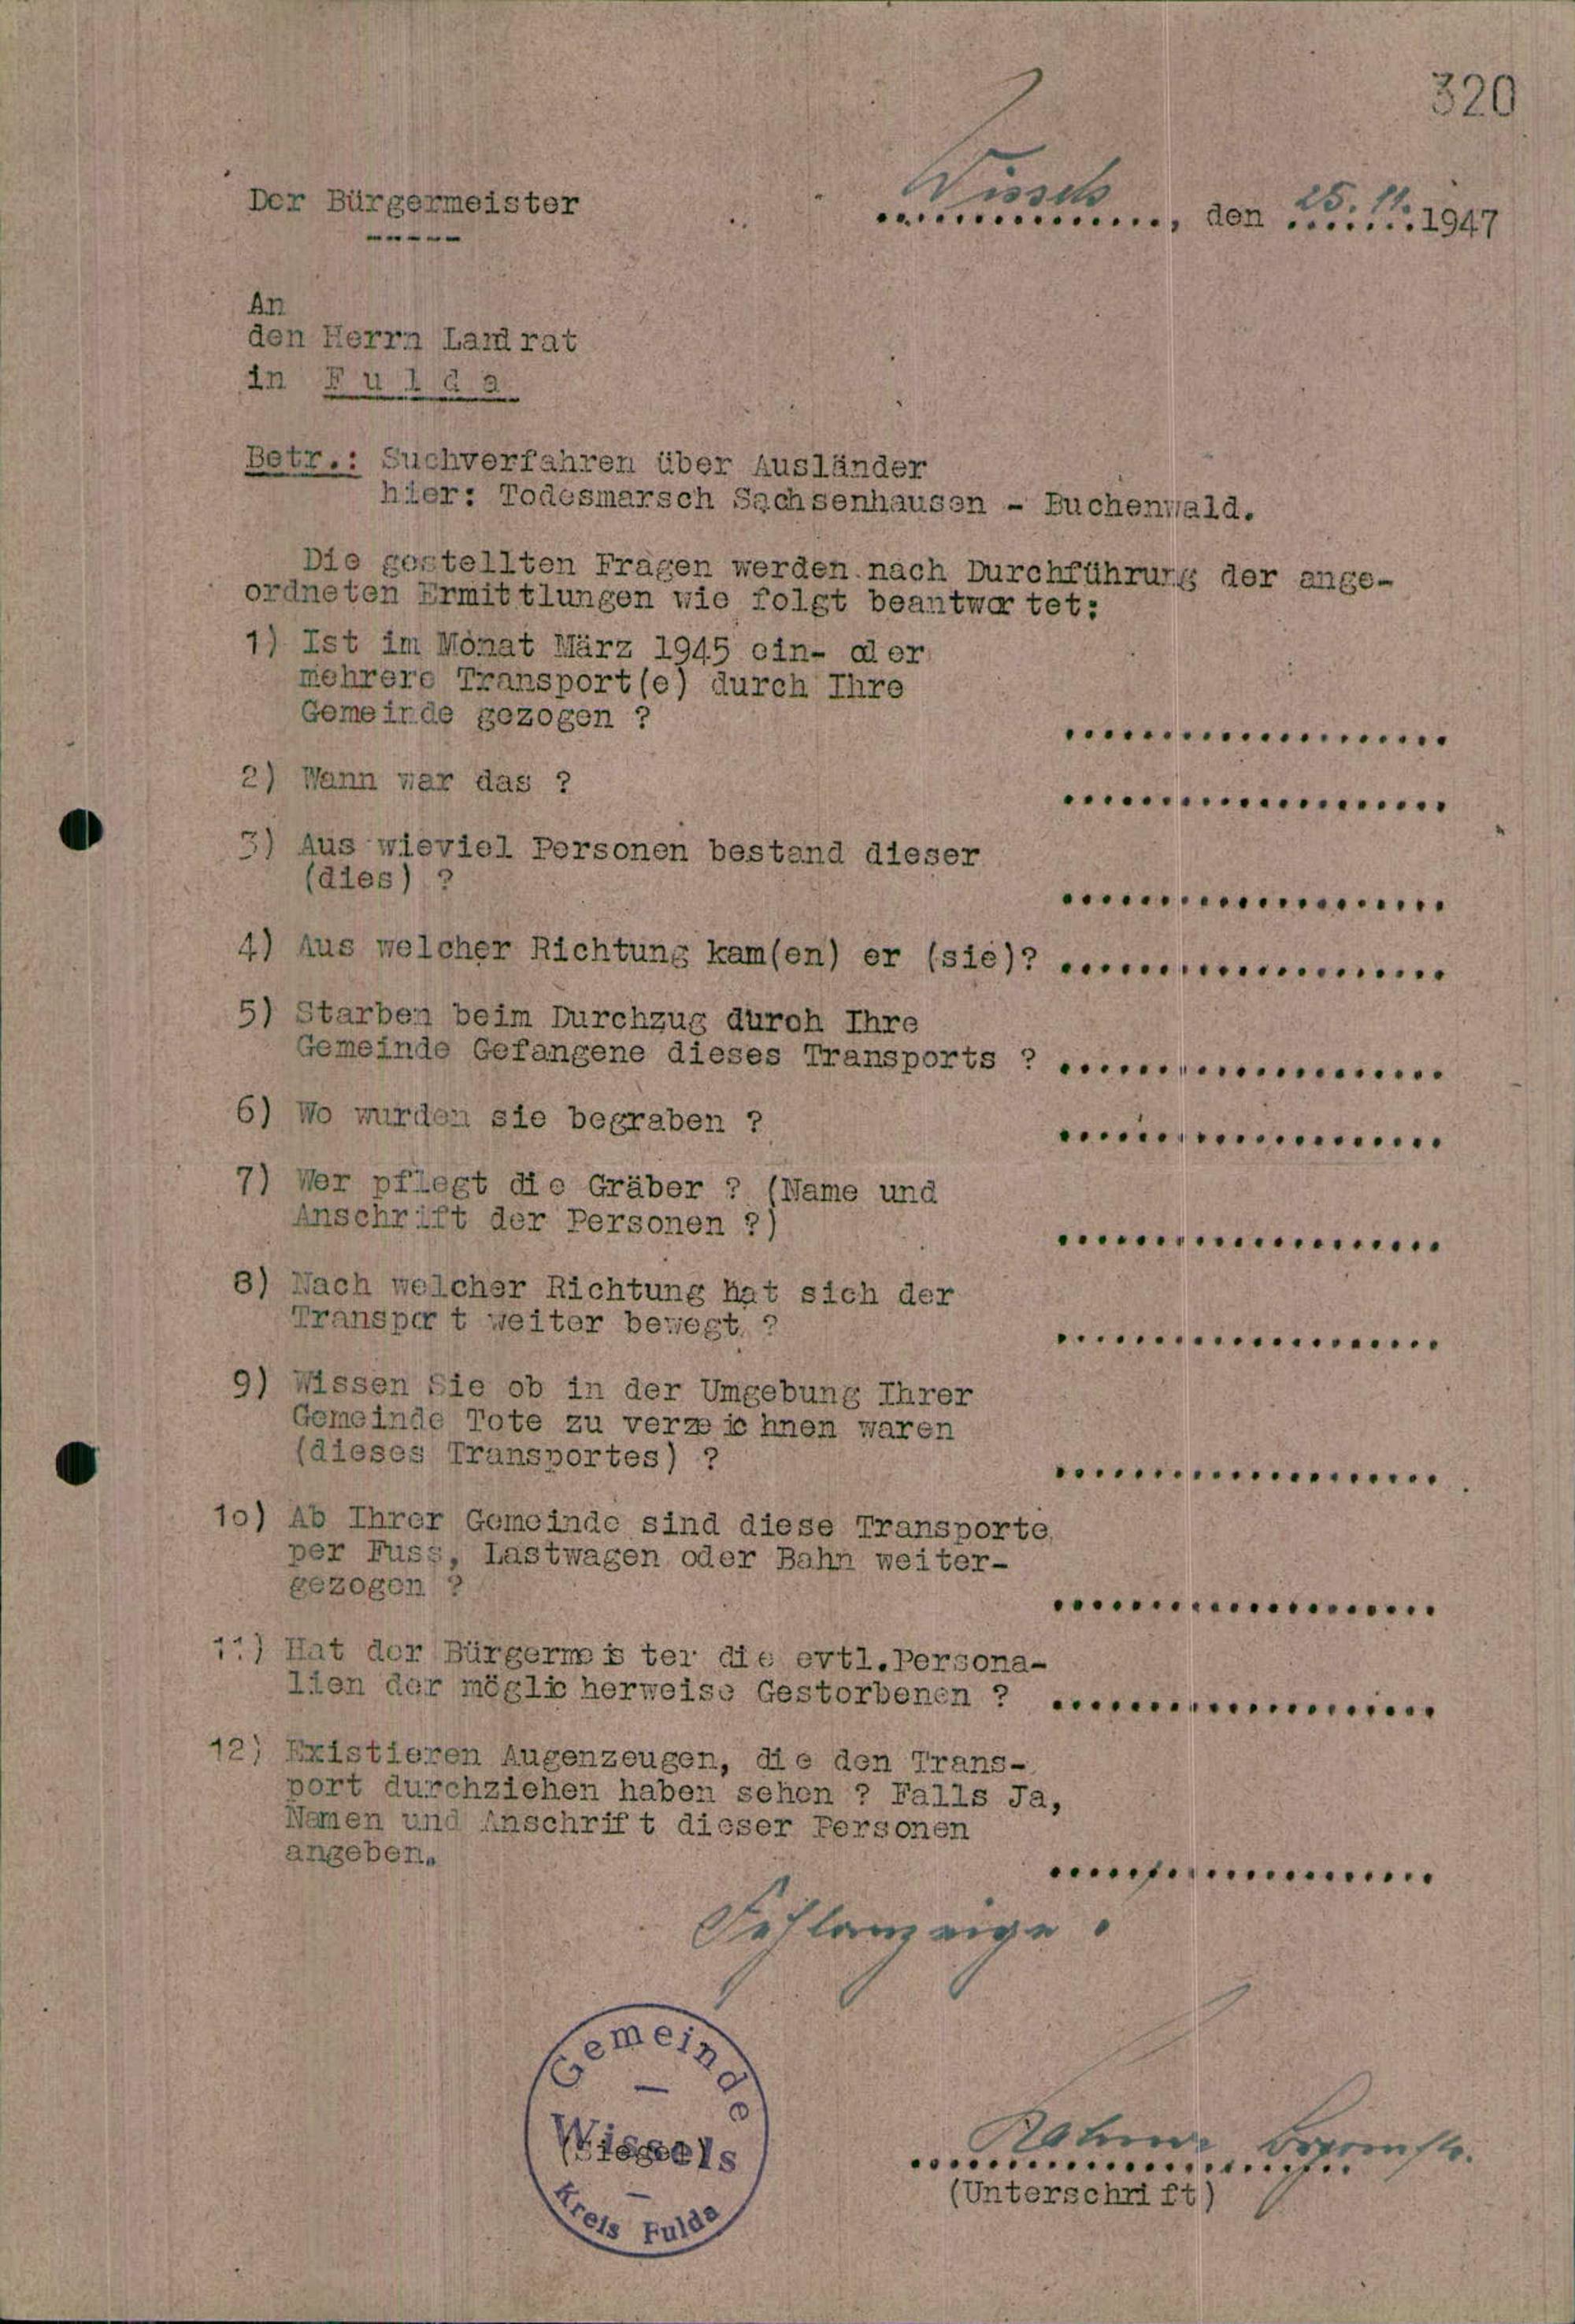 320
Der Bürgermeister
Wissels, den 25.11.1947
An
den Herrn Landrat
in Fulda
Betr.: Suchverfahren über Ausländer
hier: Todesmarsch Sachsenhausen - Buchenwald.
Die gestellten Fragen werden nach Durchführung der ange-
ordneten Ermittlungen wie folgt beantwortet:
1) Ist im Monat März 1945 ein- oder
mehrere Transport(e) durch Ihre
Gemeinde gezogen ? ....................
2) Wann war das ? ....................
3) Aus wieviel Personen bestand dieser
(dies) ? ....................
4) Aus welcher Richtung kam(en) er (sie)? ....................
5) Starben beim Durchzug durch Ihre
Gemeinde Gefangene dieses Transports ? ....................
6) Wo wurden sie begraben ? ....................
7) Wer pflegt die Gräber ? (Name und
Anschrift der Personen ?) ....................
8) Nach welcher Richtung hat sich der
Transport weiter bewegt ? ....................
9) Wissen Sie ob in der Umgebung Ihrer
Gemeinde Tote zu verzeichnen waren
(dieses Transportes) ? ....................
10) Ab Ihrer Gemeinde sind diese Transporte
per Fuss, Lastwagen oder Bahn weiter-
gezogen ? ....................
11) Hat der Bürgermeister die evtl.Persona-
lien der möglicherweise Gestorbenen ? ....................
12) Existieren Augenzeugen, die den Trans-
port durchziehen haben sehen ? Falls Ja,
Namen und Anschrift dieser Personen
angeben. ....................
Fehlanzeige.
Gemeinde
Wissels
(Siegel)
Kreis Fulda
(Unterschrift)